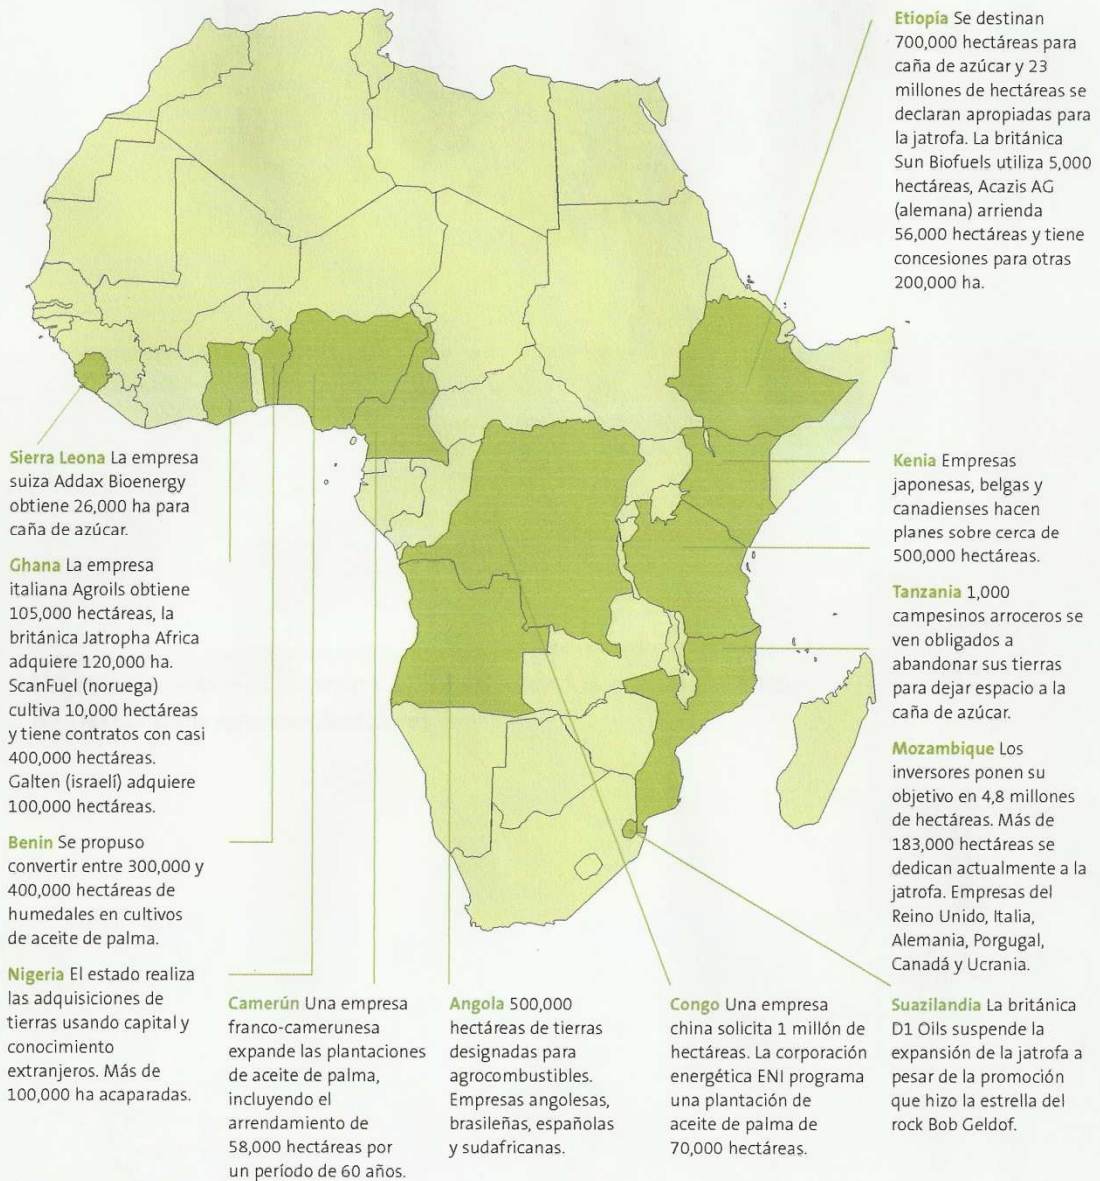 Etiopía Se destinan
700,000 hectáreas para
caña de azúcar y 23
millones de hectáreas se
declaran apropiadas para
la jatrofa. La británica
Sun Biofuels utiliza 5,000
hectáreas, Acazis AG
(alemana) arrienda
56,000 hectáreas y tiene
concesiones para otras
200,000 ha.
Sierra Leona La empresa
suiza Addax Bioenergy
obtiene 26,000 ha para
caña de azúcar.
Ghana La empresa
italiana Agroils obtiene
105,000 hectáreas, la
británica Jatropha Africa
adquiere 120,000 ha.
ScanFuel (noruega)
cultiva 10,000 hectáreas
y tiene contratos con casi
400,000 hectáreas.
Galten (israelí) adquiere
100,000 hectáreas.
Benin Se propuso
convertir entre 300,000 y
400,000 hectáreas de
humedales en cultivos
de aceite de palma.
Nigeria El estado realiza
las adquisiciones de
tierras usando capital y
conocimiento
extranjeros. Más de
100,000 ha acaparadas.
Camerún Una empresa
franco-camerunesa
expande las plantaciones
de aceite de palma,
incluyendo el
arrendamiento de
58,000 hectáreas por
un período de 60 años.
Angola 500,000
hectáreas de tierras
designadas para
agrocombustibles.
Empresas angolesas,
brasileñas, españolas
y sudafricanas.
Congo Una empresa
china solicita 1 millón de
hectáreas. La corporación
energética ENI programa
una plantación de
aceite de palma de
70,000 hectáreas.
Kenia Empresas
japonesas, belgas y
canadienses hacen
planes sobre cerca de
500,000 hectáreas.
Tanzania 1,000
campesinos arroceros se
ven obligados a
abandonar sus tierras
para dejar espacio a la
caña de azúcar.
Mozambique Los
inversores ponen su
objetivo en 4,8 millones
de hectáreas. Más de
183,000 hectáreas se
dedican actualmente a la
jatrofa. Empresas del
Reino Unido, Italia,
Alemania, Porgugal,
Canadá y Ucrania.
Suazilandia La británica
D1 Oils suspende la
expansión de la jatrofa a
pesar de la promoción
que hizo la estrella del
rock Bob Geldof.